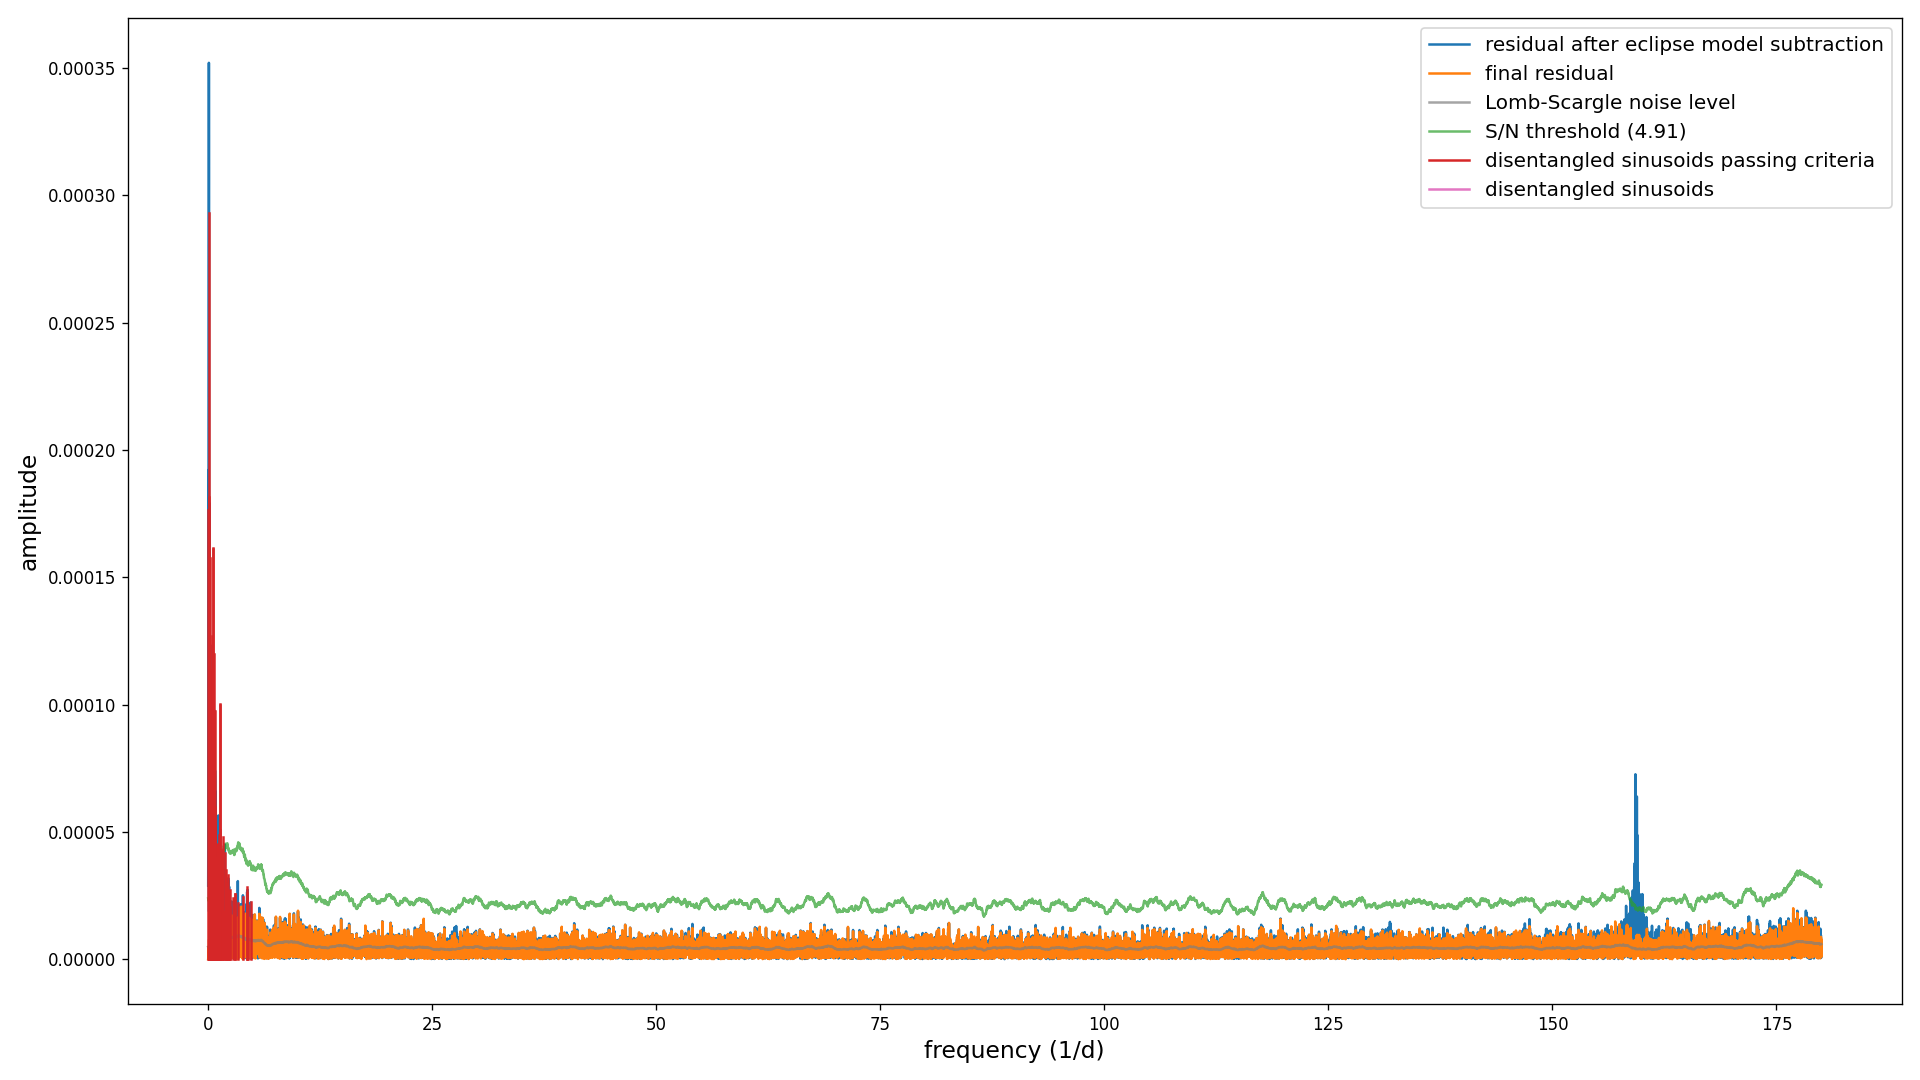 residual after eclipse model subtraction
final residual
Lomb-Scargle noise level
S/N threshold (4.91)
disentangled sinusoids passing criteria
disentangled sinusoids
0.00035
0.00030
0.00025
0.00020
0.00015
0.00010
0.00005
0.00000
amplitude
0 25 50 75 100 125 150 175
frequency (1/d)